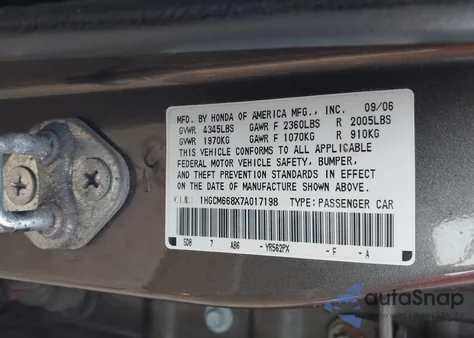 MFD. BY HONDA OF AMERICA MFG., INC. 09/06
GVWR 4345LBS GAWR F 2360LBS R 2005LBS
GVWR 1970KG GAWR F 1070KG R 910KG
THIS VEHICLE CONFORMS TO ALL APPLICABLE
FEDERAL MOTOR VEHICLE SAFETY, BUMPER,
AND THEFT PREVENTION STANDARDS IN EFFECT
ON THE DATE OF MANUFACTURE SHOWN ABOVE.
V.I.N.: 1HGCM668X7A017198 TYPE: PASSENGER CAR
SDB 7 AB6 - YR562PX - F - A
autoSnap